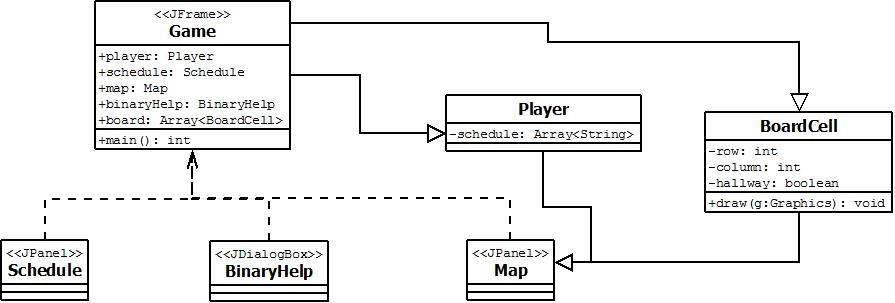 <<JFrame>>
Game
+player: Player
+schedule: Schedule
+map: Map
+binaryHelp: BinaryHelp
+board: Array<BoardCell>
+main(): int
Player
-schedule: Array<String>
BoardCell
-row: int
-column: int
-hallway: boolean
+draw(g:Graphics): void
<<JPanel>>
Schedule
<<JDialogBox>>
BinaryHelp
<<JPanel>>
Map